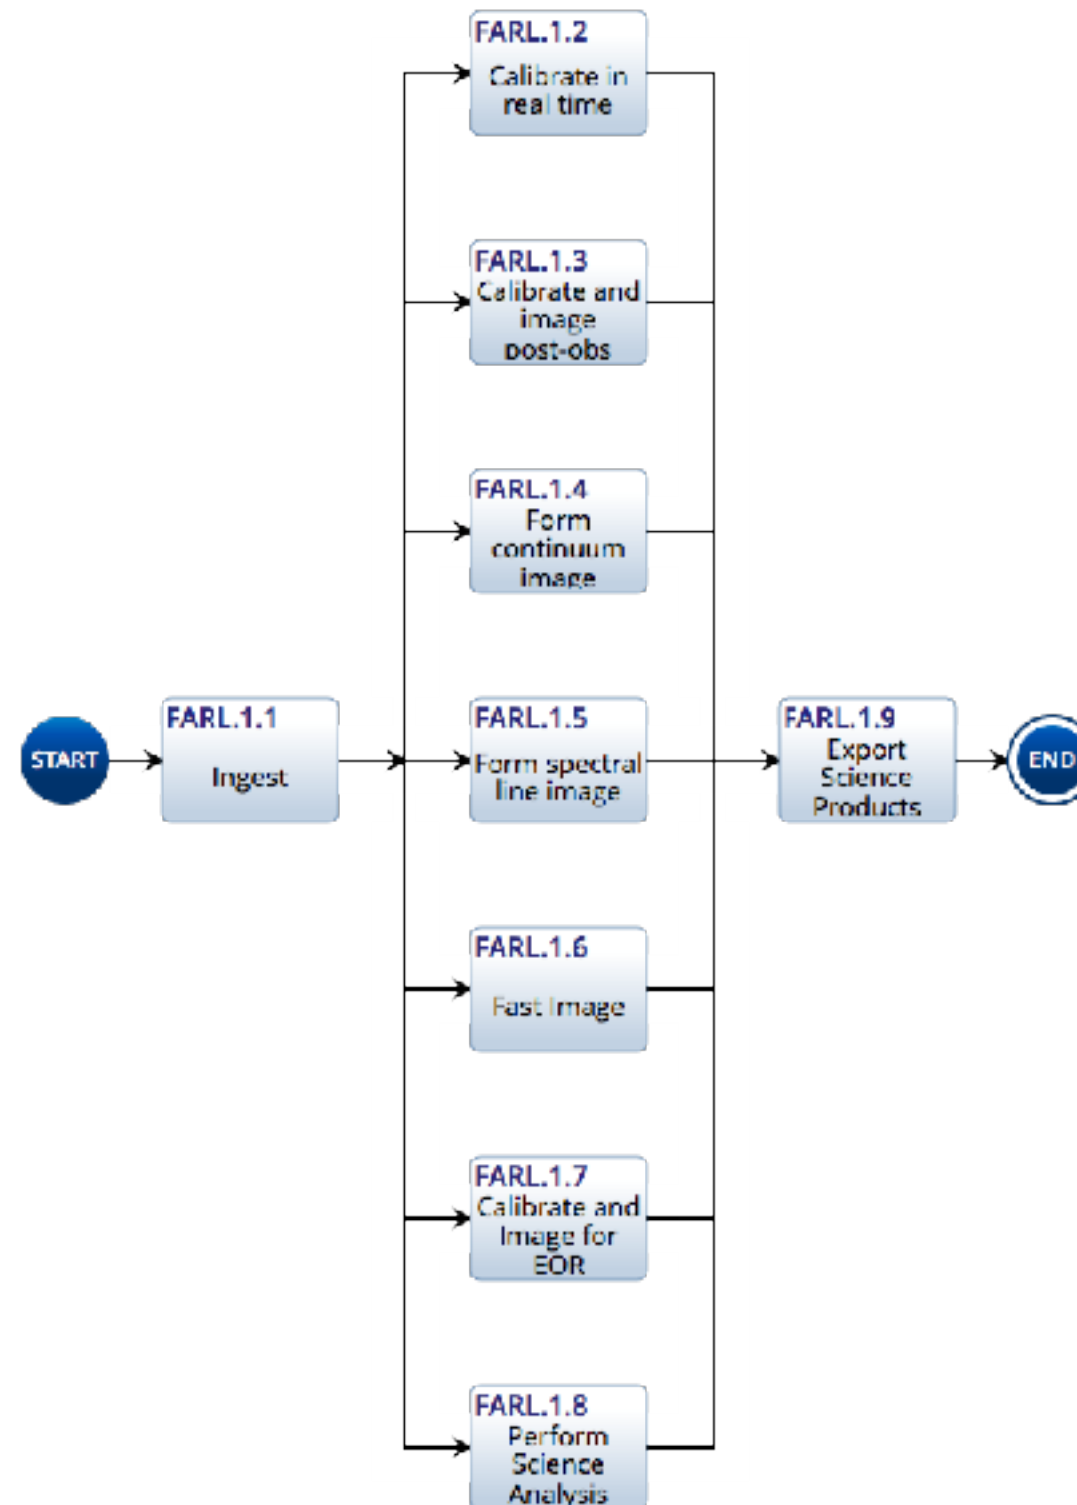 FARL.1.2
Calibrate in
real time
FARL.1.3
Calibrate and
image
post-obs
FARL.1.4
Form
continuum
image
START
FARL.1.1
Ingest
FARL.1.5
Form spectral
line image
FARL.1.9
Export
Science
Products
END
FARL.1.6
Fast Image
FARL.1.7
Calibrate and
Image for
EOR
FARL.1.8
Perform
Science
Analysis